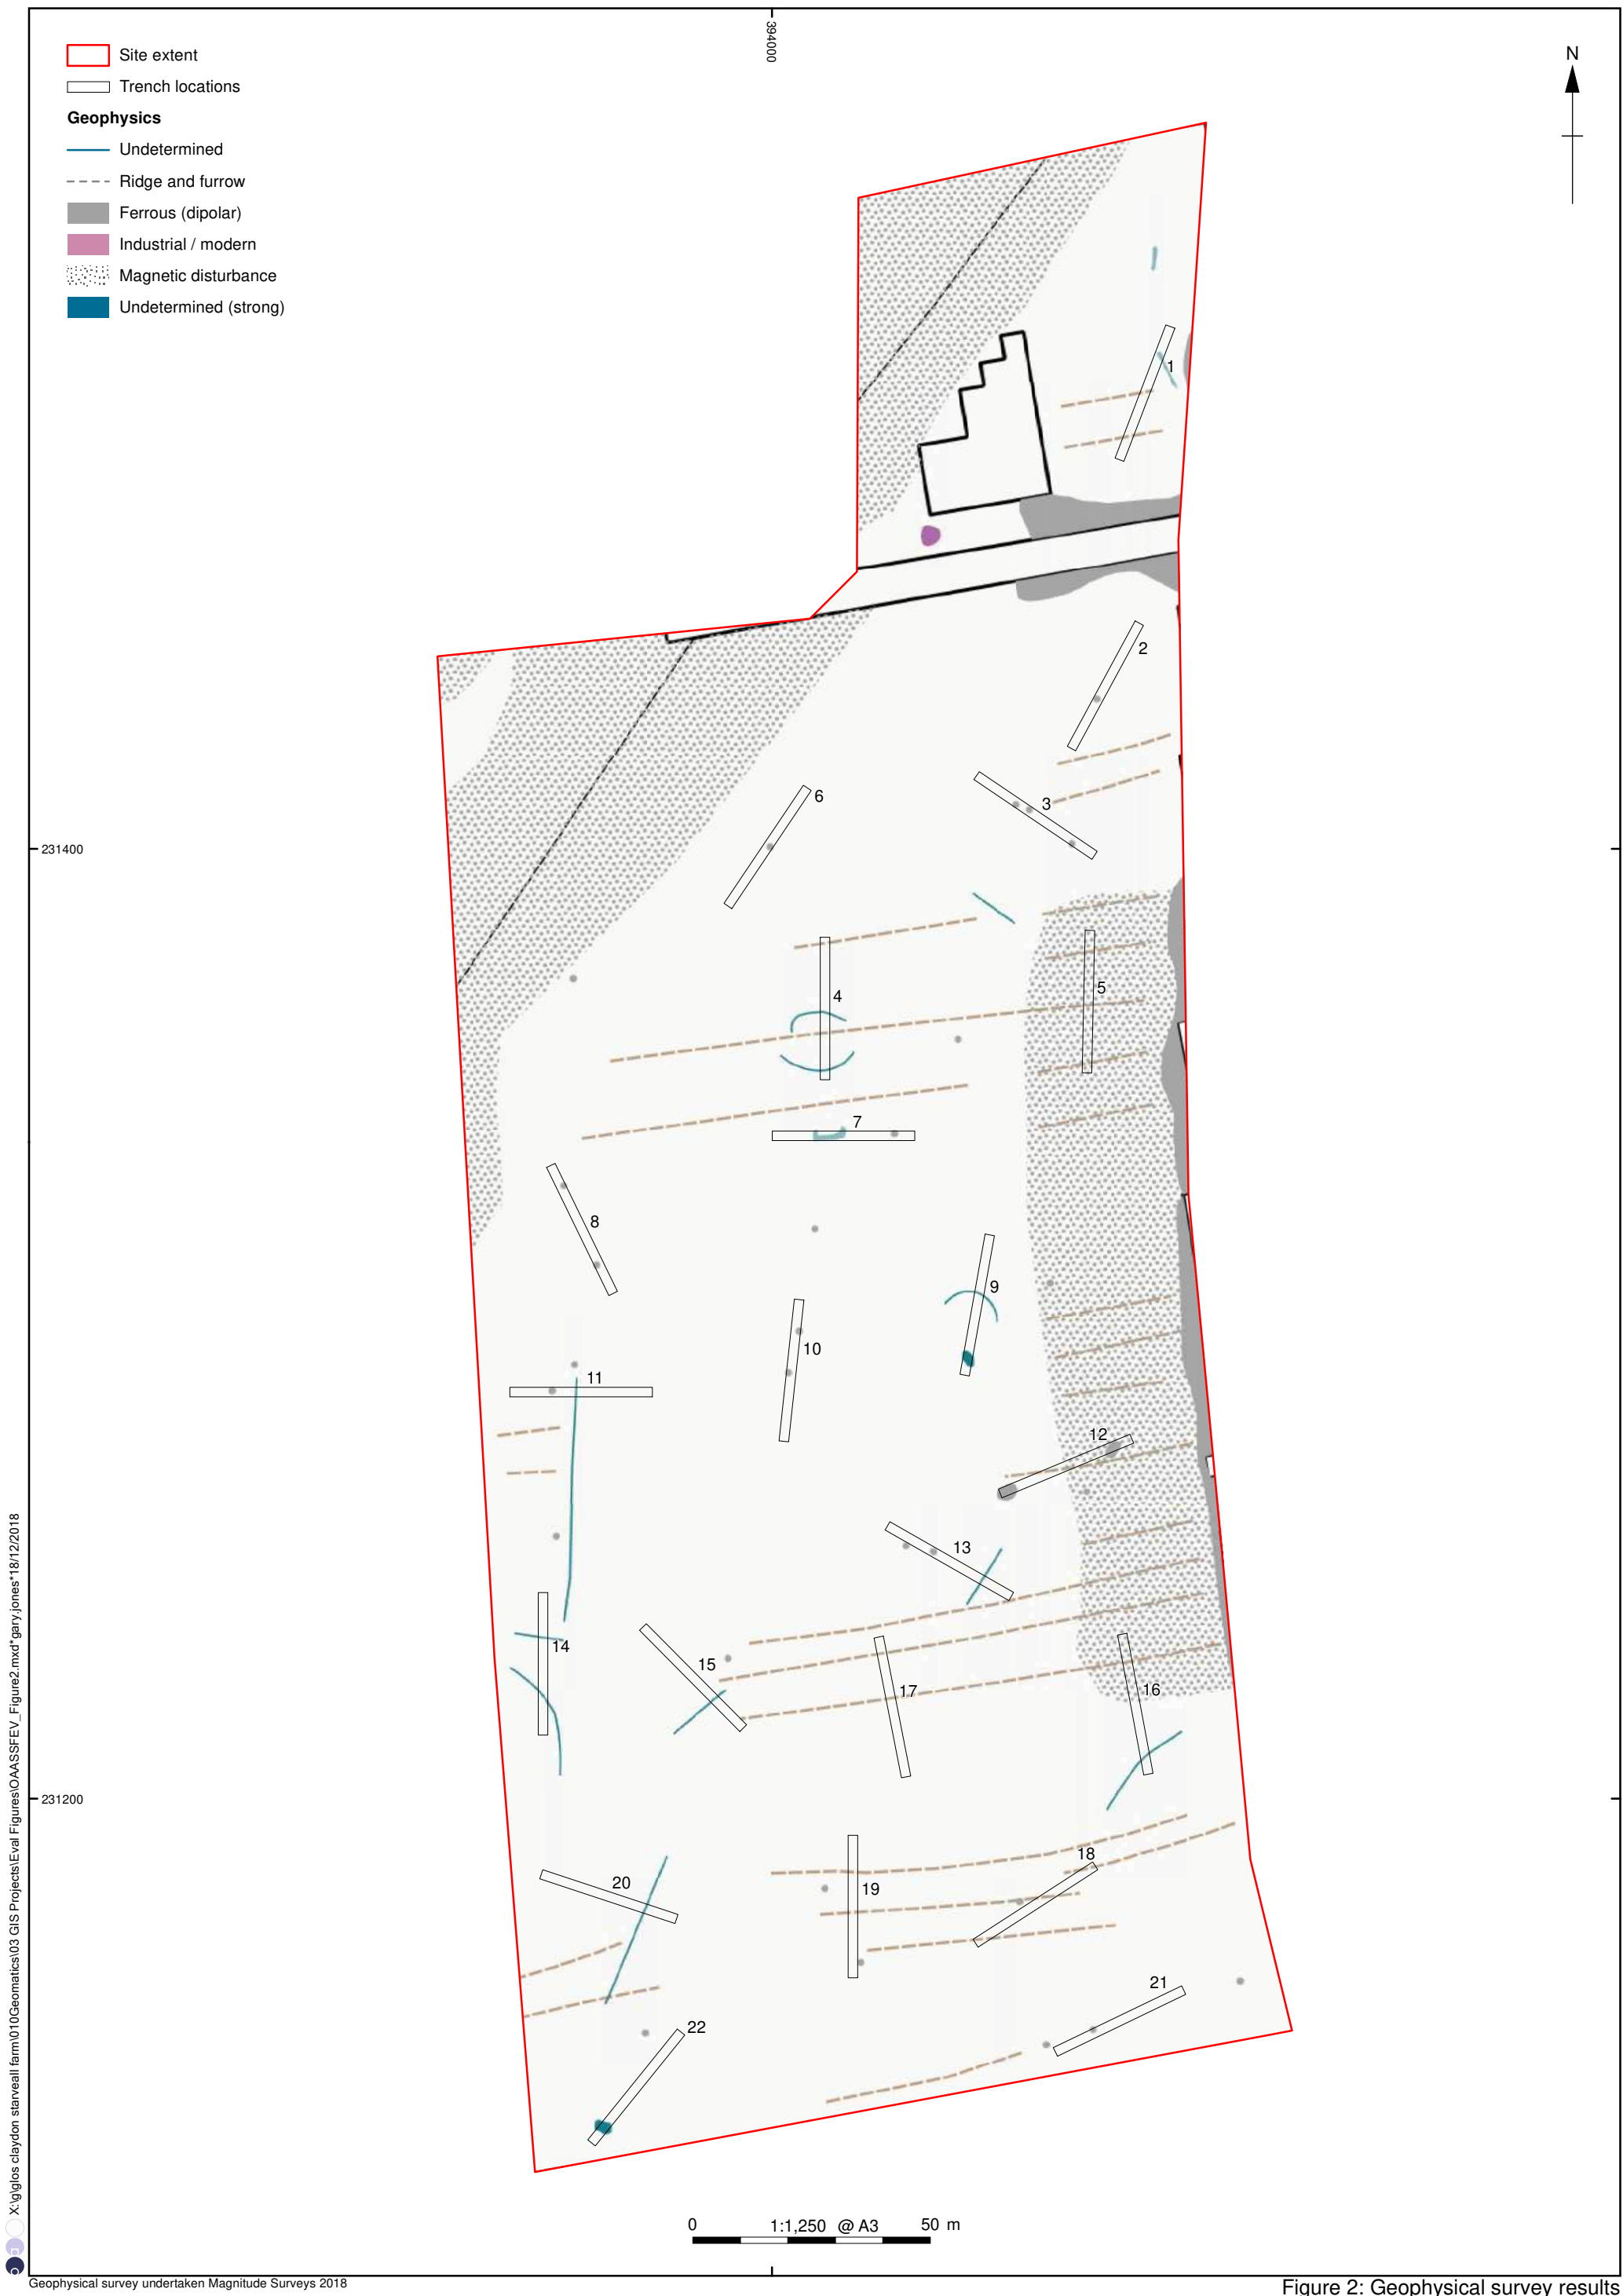 394000
N
Site extent
Trench locations
Geophysics
Undetermined
Ridge and furrow
Ferrous (dipolar)
Industrial / modern
Magnetic disturbance
Undetermined (strong)
1
2
3
6
231400
4
5
7
8
9
10
11
12
13
14
15
16
17
231200
18
19
20
21
22
0 1:1,250 @ A3 50 m
X:\g\glos claydon starveall farm\010Geomatics\03 GIS Projects\Eval Figures\OAASSFEV_Figure2.mxd*gary.jones*18/12/2018
Geophysical survey undertaken Magnitude Surveys 2018
Figure 2: Geophysical survey results